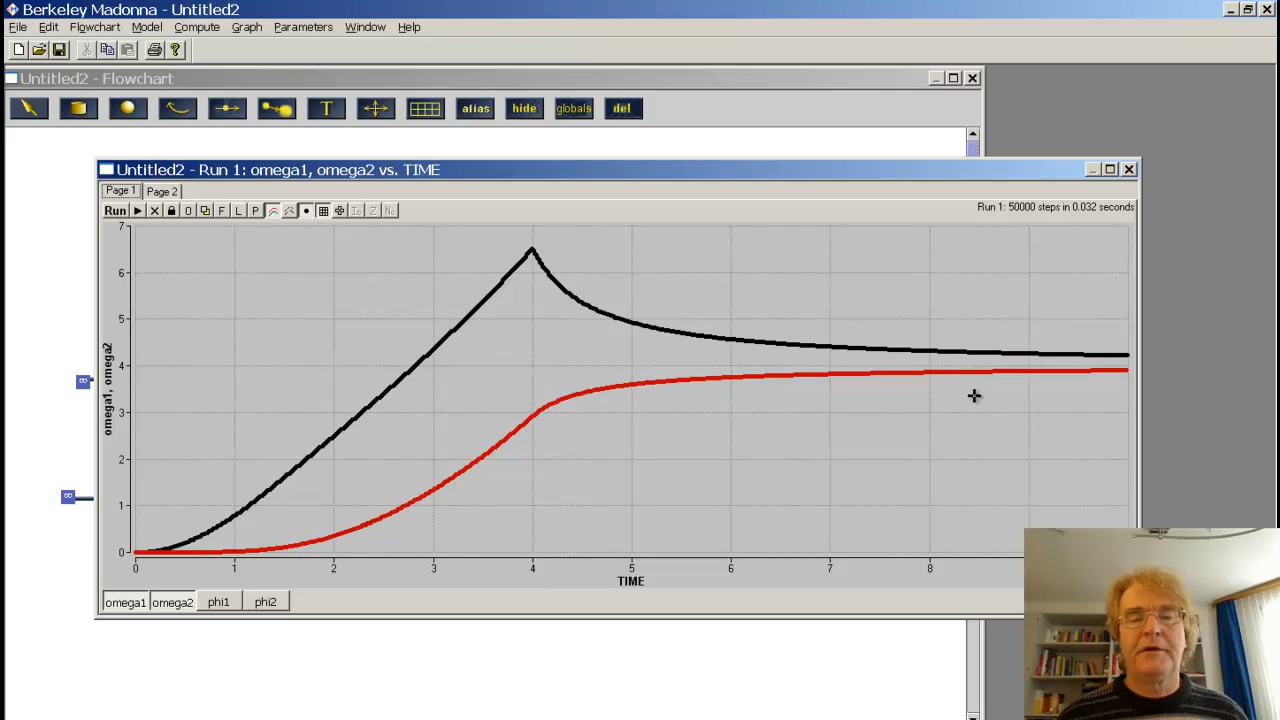 Berkeley Madonna - Untitled2
File Edit Flowchart Model Compute Graph Parameters Window Help
Untitled2 - Flowchart
T alias hide globals del
Untitled2 - Run 1: omega1, omega2 vs. TIME
Page 1 Page 2
Run O F L P Z
Run 1: 50000 steps in 0.032 seconds
7
6
5
4
3
2
1
0
omega1, omega2
0 1 2 3 4 5 6 7 8
TIME
omega1 omega2 phi1 phi2